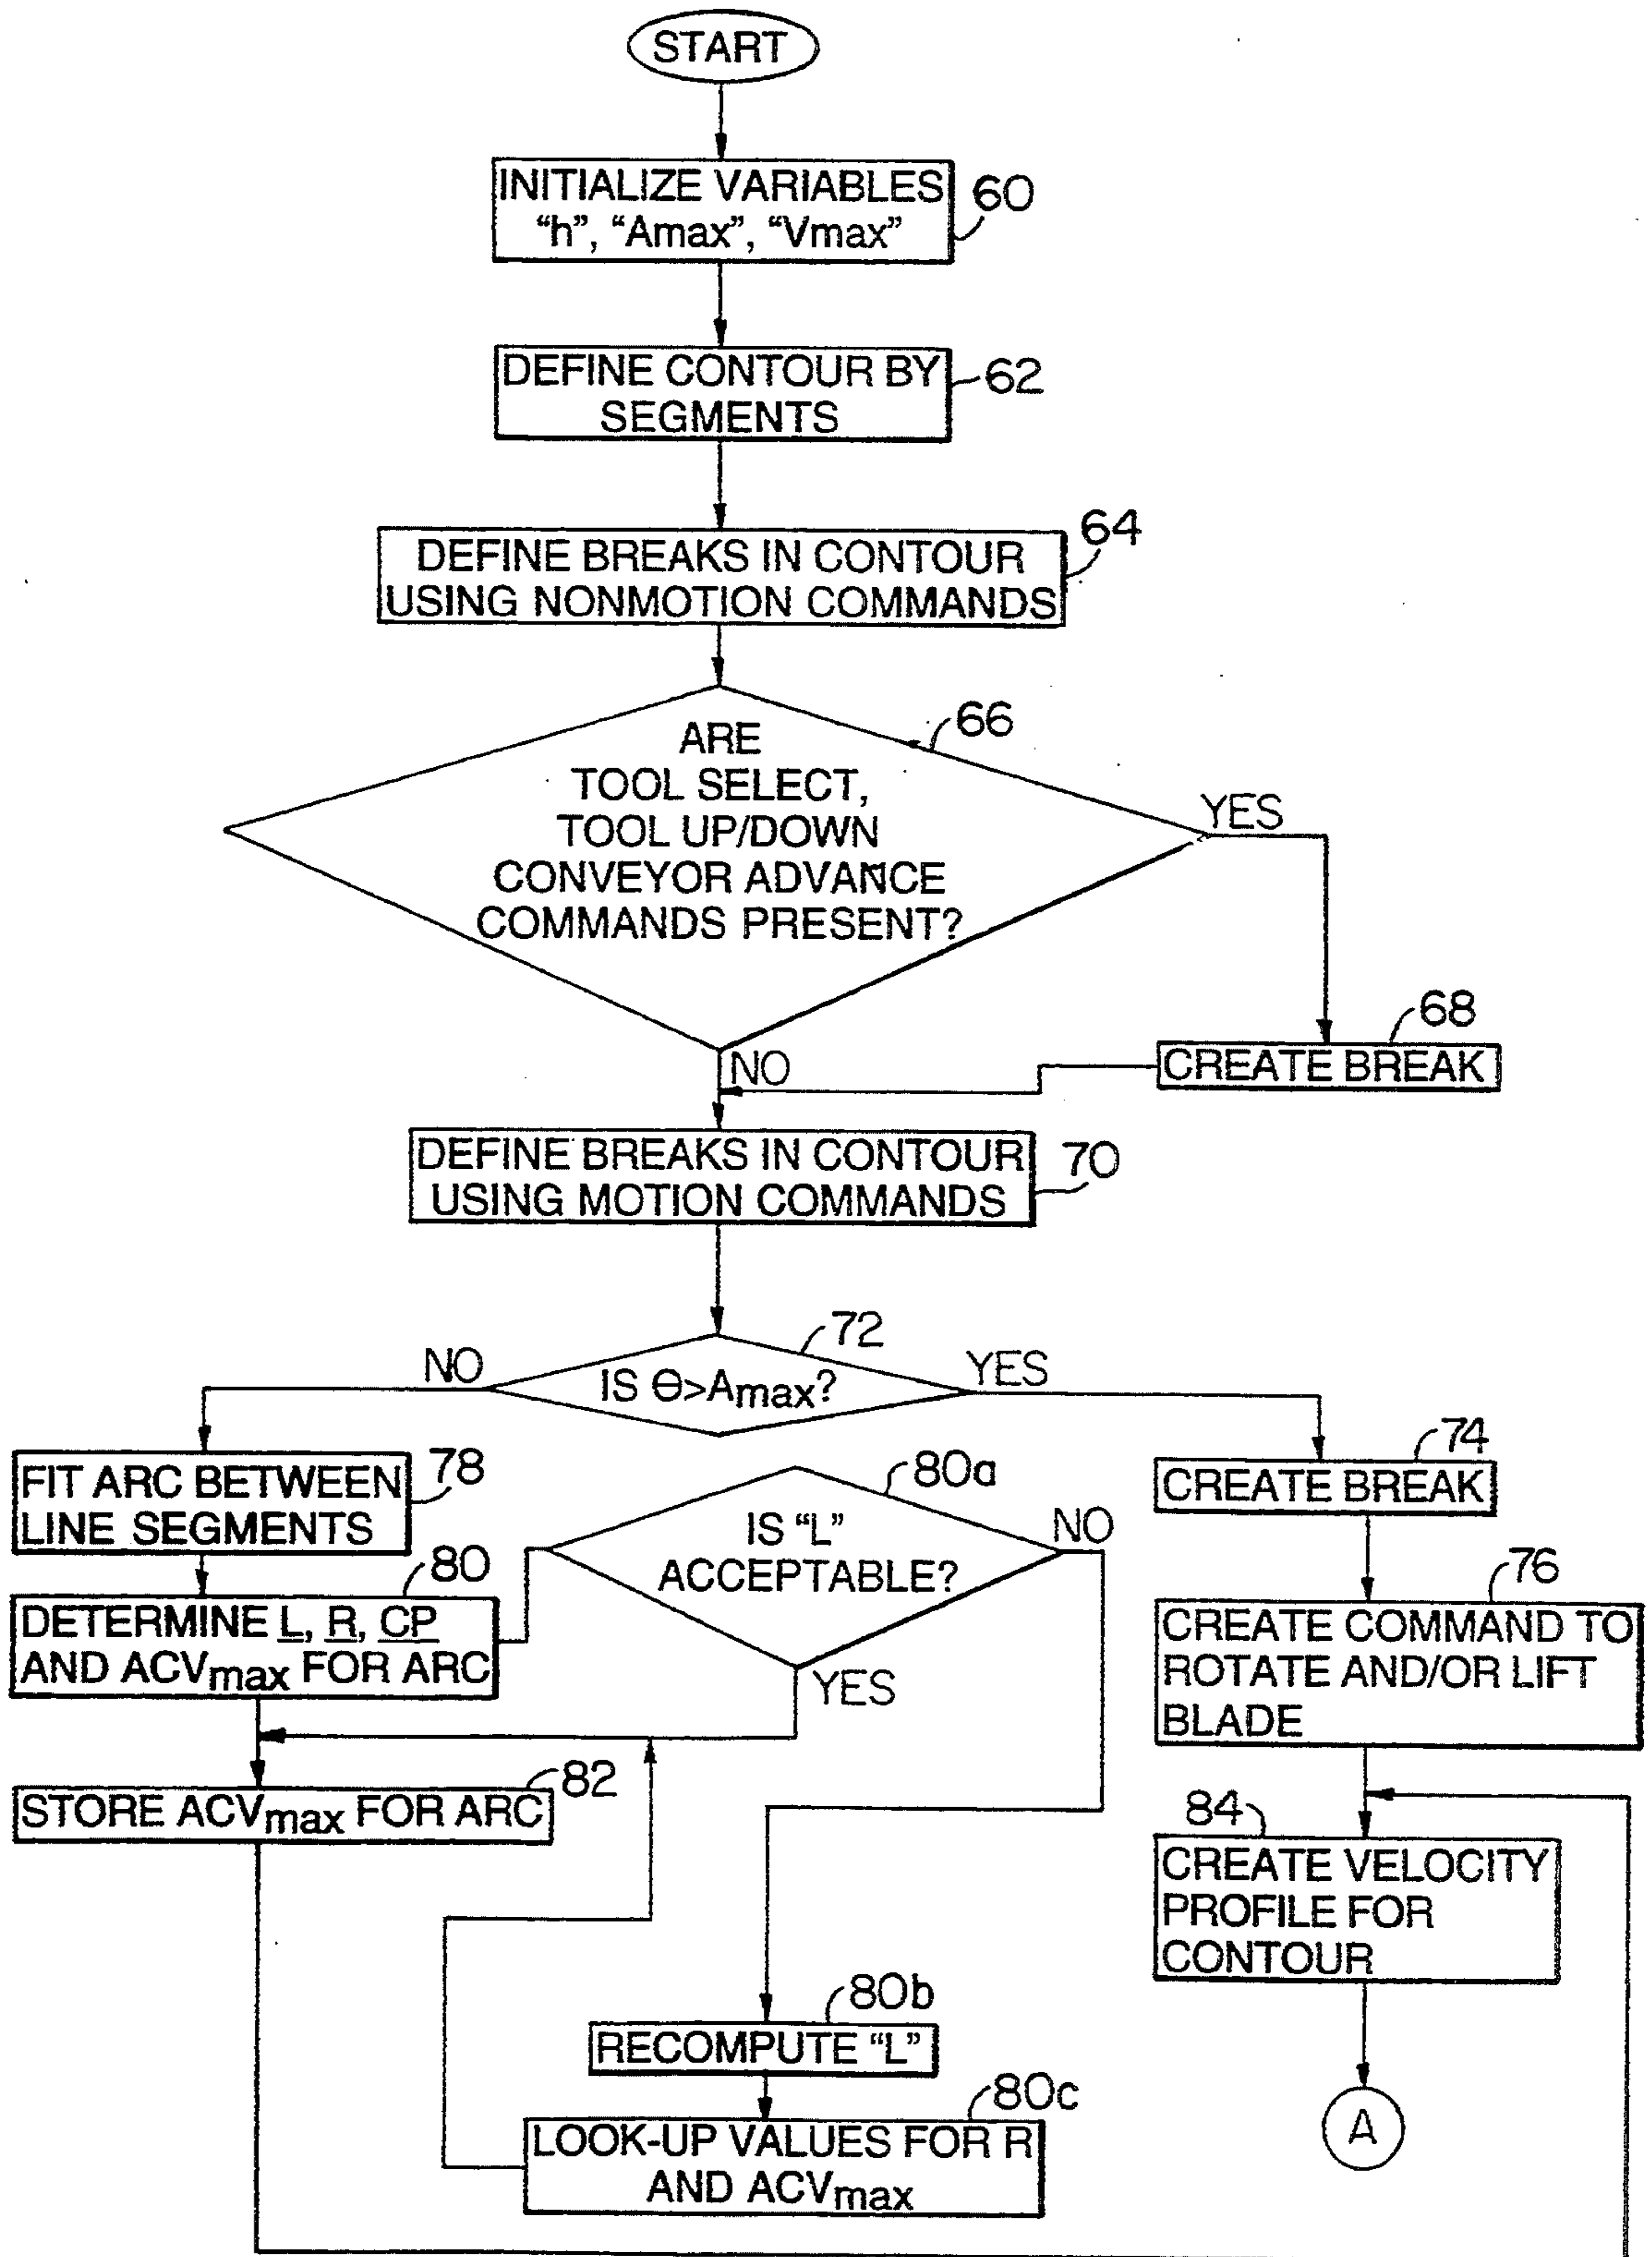 START
INITIALIZE VARIABLES
“h”, “Amax”, “Vmax”
60
DEFINE CONTOUR BY
SEGMENTS
62
DEFINE BREAKS IN CONTOUR
USING NONMOTION COMMANDS
64
ARE
TOOL SELECT,
TOOL UP/DOWN
CONVEYOR ADVANCE
COMMANDS PRESENT?
66
YES
NO
68
CREATE BREAK
DEFINE BREAKS IN CONTOUR
USING MOTION COMMANDS
70
72
IS Θ>Amax?
NO
YES
FIT ARC BETWEEN
LINE SEGMENTS
78
80
DETERMINE L, R, CP
AND ACVmax FOR ARC
80a
IS “L”
ACCEPTABLE?
NO
YES
82
STORE ACVmax FOR ARC
80b
RECOMPUTE “L”
80c
LOOK-UP VALUES FOR R
AND ACVmax
74
CREATE BREAK
76
CREATE COMMAND TO
ROTATE AND/OR LIFT
BLADE
84
CREATE VELOCITY
PROFILE FOR
CONTOUR
A